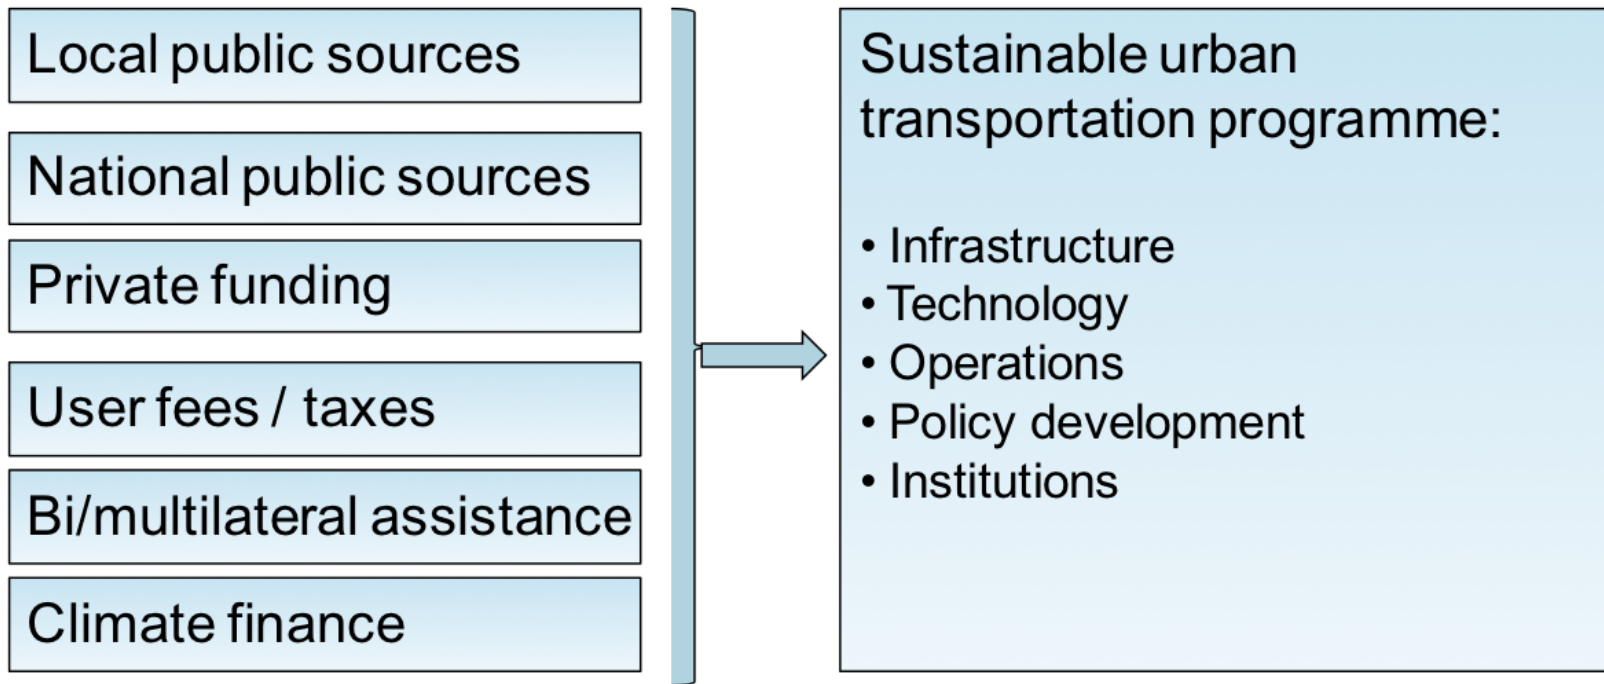 Local public sources
National public sources
Private funding
User fees / taxes
Bi/multilateral assistance
Climate finance
Sustainable urban
transportation programme:
• Infrastructure
• Technology
• Operations
• Policy development
• Institutions